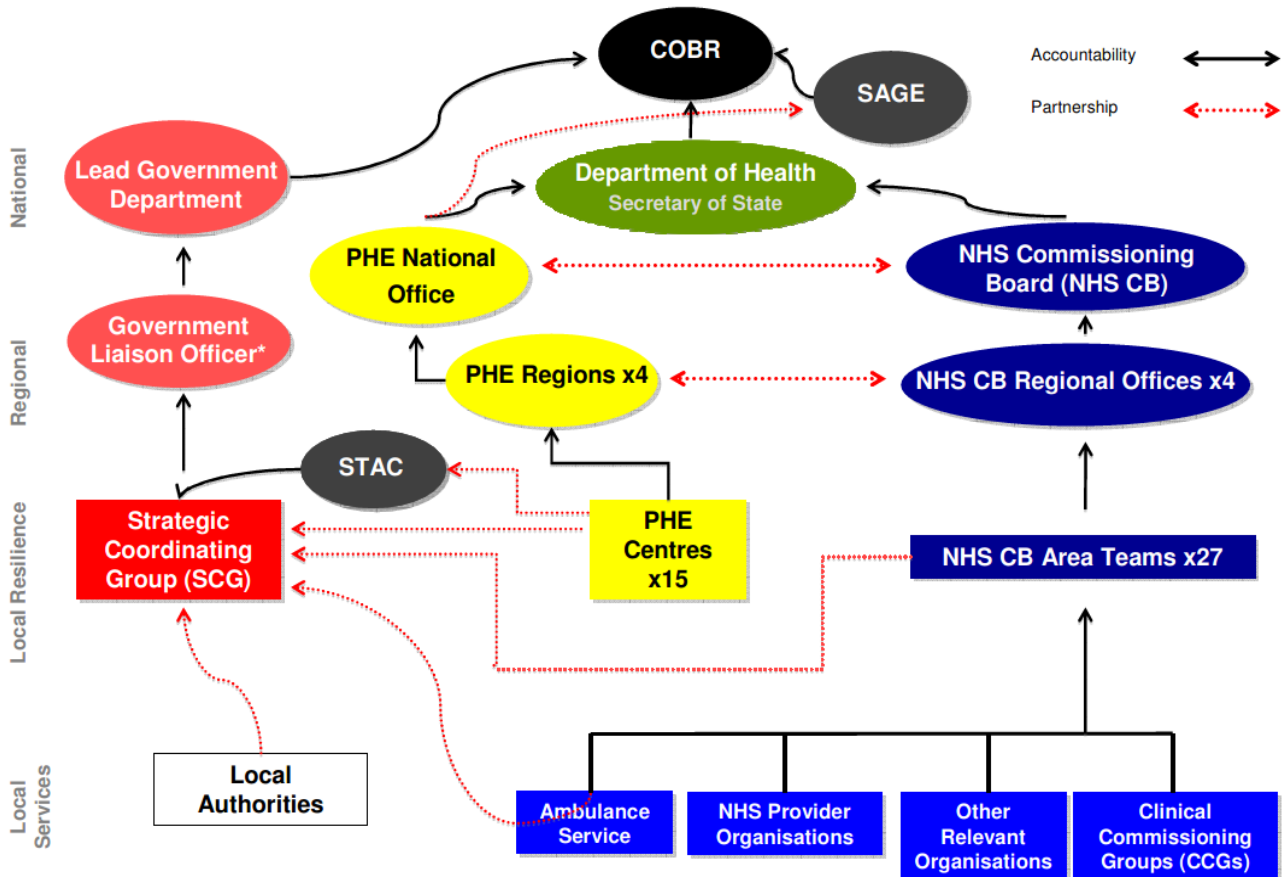 COBR
SAGE
Accountability
Partnership
National
Lead Government
Department
Department of Health
Secretary of State
PHE National
Office
NHS Commissioning
Board (NHS CB)
Regional
Government
Liaison Officer*
PHE Regions x4
NHS CB Regional Offices x4
Local Resilience
STAC
Strategic
Coordinating
Group (SCG)
PHE
Centres
x15
NHS CB Area Teams x27
Local
Services
Local
Authorities
Ambulance
Service
NHS Provider
Organisations
Other
Relevant
Organisations
Clinical
Commissioning
Groups (CCGs)